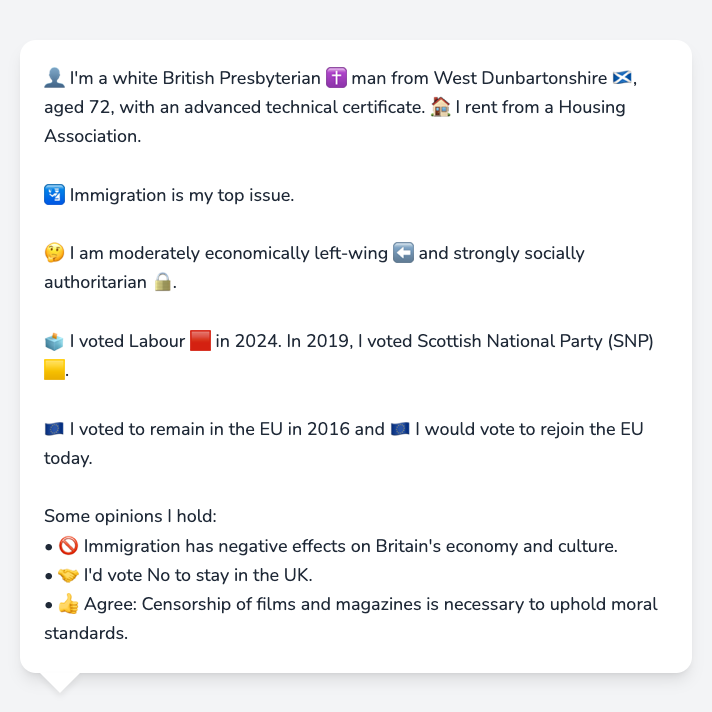 👤 I'm a white British Presbyterian ✝️ man from West Dunbartonshire 🏴󠁧󠁢󠁳󠁣󠁴󠁿,
aged 72, with an advanced technical certificate. 🏠 I rent from a Housing
Association.
🛂 Immigration is my top issue.
🤔 I am moderately economically left-wing ⬅️ and strongly socially
authoritarian 🔒.
🗳️ I voted Labour 🟥 in 2024. In 2019, I voted Scottish National Party (SNP)
🟨.
🇪🇺 I voted to remain in the EU in 2016 and 🇪🇺 I would vote to rejoin the EU
today.
Some opinions I hold:
• 🚫 Immigration has negative effects on Britain's economy and culture.
• 🤝 I'd vote No to stay in the UK.
• 👍 Agree: Censorship of films and magazines is necessary to uphold moral
standards.